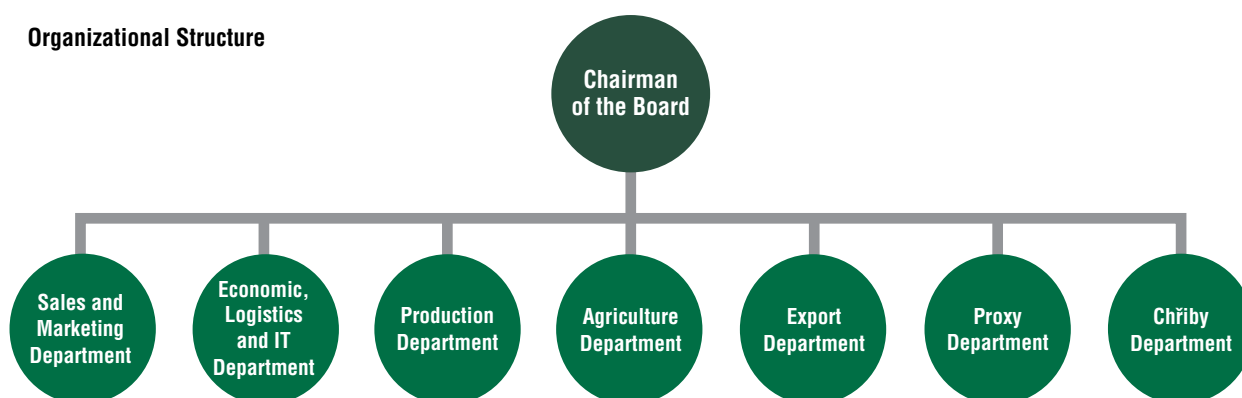 Organizational Structure
Chairman
of the Board
Sales and
Marketing
Department
Economic,
Logistics
and IT
Department
Production
Department
Agriculture
Department
Export
Department
Proxy
Department
Chřiby
Department